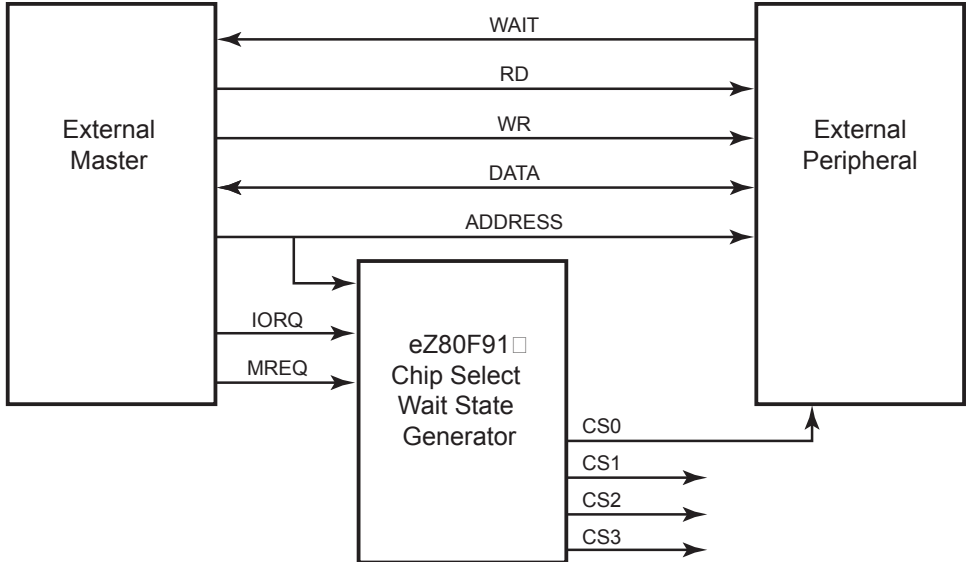 WAIT
RD
WR
DATA
ADDRESS
External
Master
External
Peripheral
IORQ
MREQ
eZ80F91□
Chip Select
Wait State
Generator
CS0
CS1
CS2
CS3